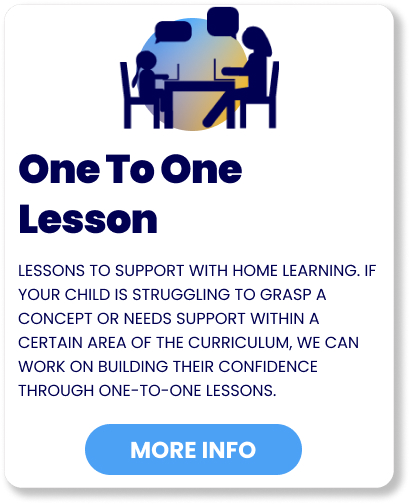 One To One
Lesson
LESSONS TO SUPPORT WITH HOME LEARNING. IF
YOUR CHILD IS STRUGGLING TO GRASP A
CONCEPT OR NEEDS SUPPORT WITHIN A
CERTAIN AREA OF THE CURRICULUM, WE CAN
WORK ON BUILDING THEIR CONFIDENCE
THROUGH ONE-TO-ONE LESSONS.
MORE INFO